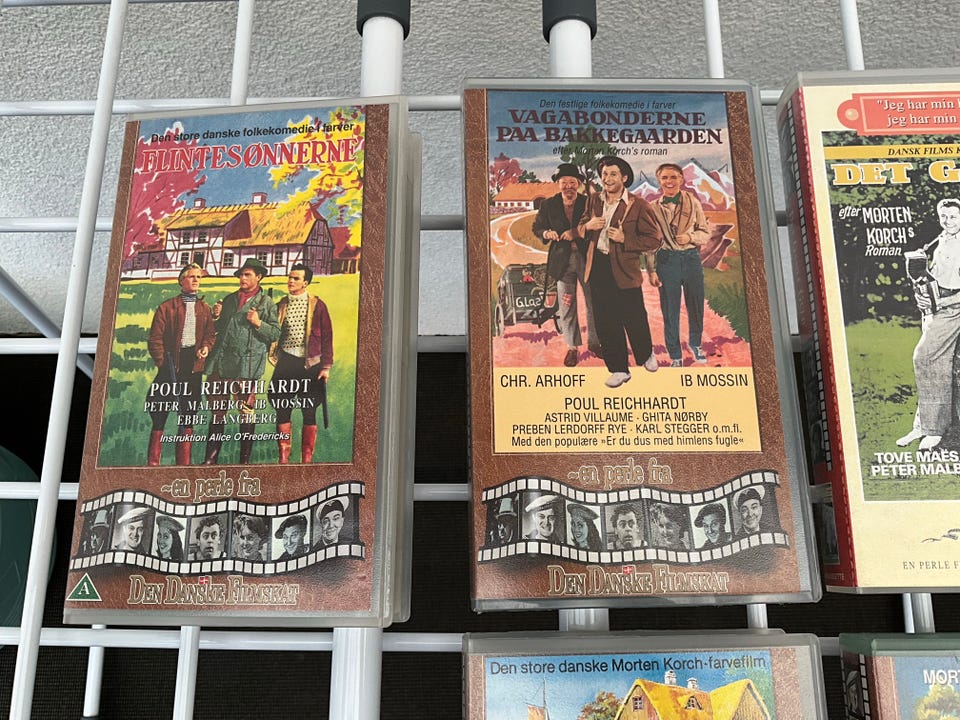 Den store danske folkekomedie i farver
FLINTESØNNERNE
POUL REICHHARDT
PETER MALBERG · IB MOSSIN
EBBE LANGBERG
Instruktion Alice O'Fredericks
~en perle fra
A
DEN DANSKE FILMSKAT
Den festlige folkekomedie i farver
VAGABONDERNE
PAA BAKKEGAARDEN
efter Morten Korch's roman
CHR. ARHOFF IB MOSSIN
POUL REICHHARDT
ASTRID VILLAUME · GHITA NØRBY
PREBEN LERDORFF RYE · KARL STEGGER o.m.fl.
Med den populære »Er du dus med himlens fugle«
~en perle fra
DEN DANSKE FILMSKAT
"Jeg har min
jeg har min
DANSK FILMS
DET G
efter MORTEN
KORCH's
Roman
TOVE MAËS
PETER MALB
EN PERLE F
Den store danske Morten Korch-farvefilm
MOR